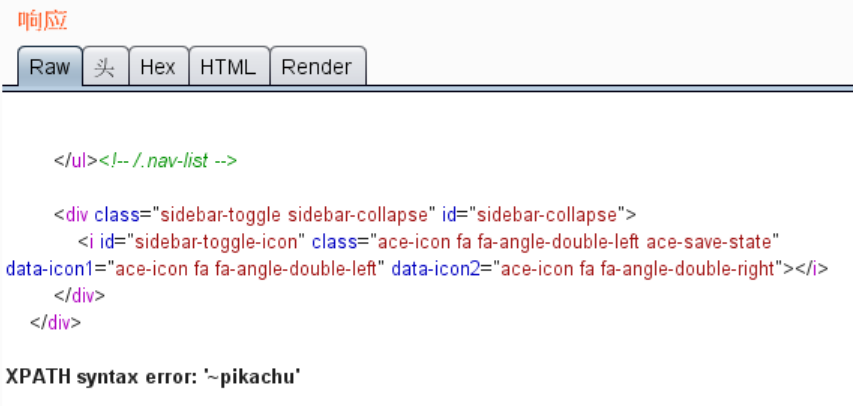 响应
Raw 头 Hex HTML Render
</ul><!-- /.nav-list -->
<div class="sidebar-toggle sidebar-collapse" id="sidebar-collapse">
<i id="sidebar-toggle-icon" class="ace-icon fa fa-angle-double-left ace-save-state"
data-icon1="ace-icon fa fa-angle-double-left" data-icon2="ace-icon fa fa-angle-double-right"></i>
</div>
</div>
XPATH syntax error: '~pikachu'